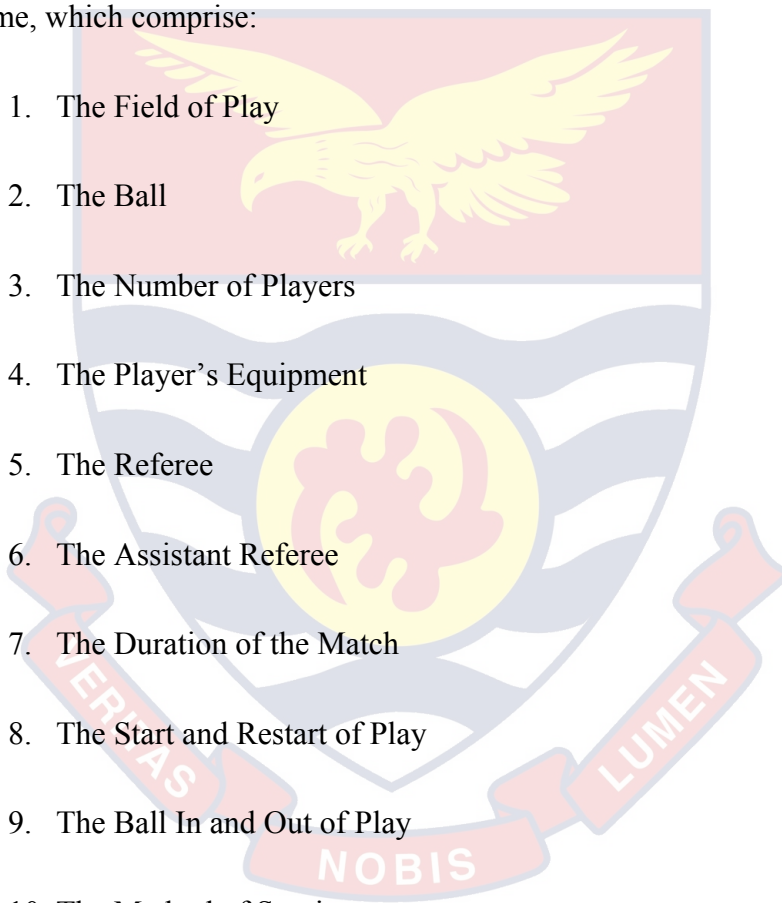 me, which comprise:
1. The Field of Play
2. The Ball
3. The Number of Players
4. The Player’s Equipment
5. The Referee
6. The Assistant Referee
7. The Duration of the Match
8. The Start and Restart of Play
9. The Ball In and Out of Play
VERITAS NOBIS LUMEN